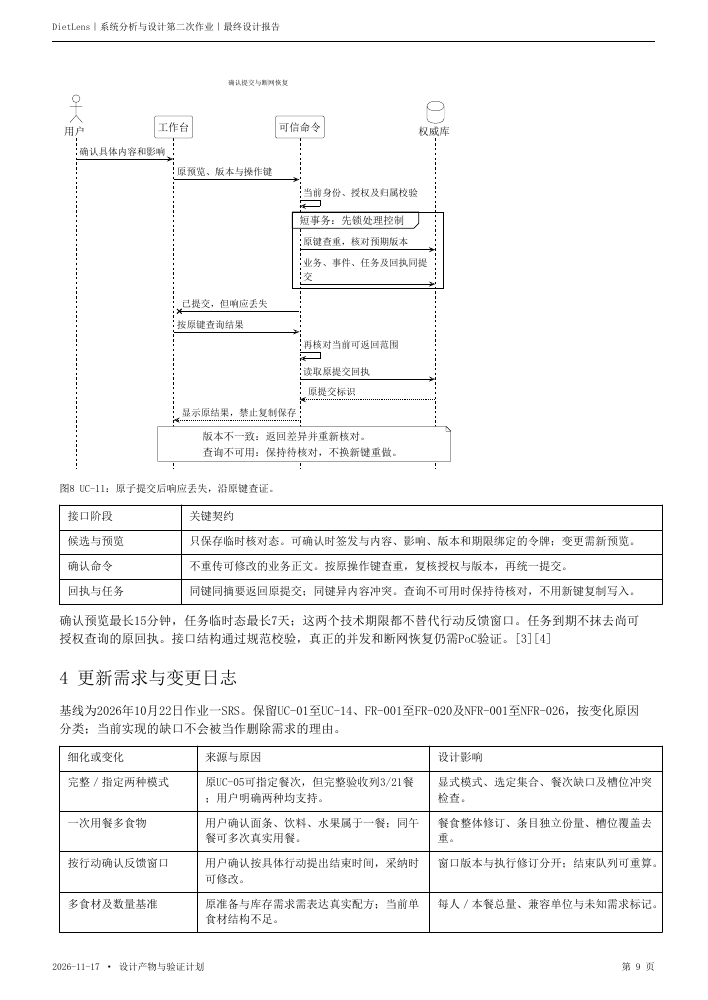 DietLens | 系统分析与设计第二次作业 | 最终设计报告
确认提交与断网恢复
用户
工作台
可信命令
权威库
确认具体内容和影响
原预览、版本与操作键
当前身份、授权及归属校验
短事务: 先锁处理控制
原键查重, 核对预期版本
业务、事件、任务及回执同提
交
已提交, 但响应丢失
按原键查询结果
再核对当前可返回范围
读取原提交回执
原提交标识
显示原结果, 禁止复制保存
版本不一致: 返回差异并重新核对。
查询不可用: 保持待核对, 不换新键重做。
图8 UC-11: 原子提交后响应丢失, 沿原键查证。
接口阶段
关键契约
候选与预览
只保存临时核对态。可确认时签发与内容、影响、版本和期限绑定的令牌; 变更需新预览。
确认命令
不重传可修改的业务正文。按原操作键查重, 复核授权与版本, 再统一提交。
回执与任务
同键同摘要返回原提交; 同键异内容冲突。查询不可用时保持待核对, 不用新键复制写入。
确认预览最长15分钟, 任务临时态最长7天; 这两个技术期限都不替代行动与反馈窗口。任务到期不抹去尚可
授权查询的原回执。接口结构通过规范校验, 真正的并发和断网恢复仍需PoC验证。[3][4]
4 更新需求与变更日志
基线为2026年10月22日作业一SRS。保留UC-01至UC-14、FR-001至FR-020及NFR-001至NFR-026, 按变化原因
分类; 当前实现的缺口不会被当作删除需求的理由。
细化或变化
来源与原因
设计影响
完整 / 指定两种模式
原UC-05可指定餐次, 但完整验收列3/21餐
; 用户明确两种均支持。
显式模式、选定集合、餐次缺口及槽位冲突
检查。
一次用餐多食物
用户确认面条、饮料、水果属于一餐; 同午
餐可多次真实用餐。
餐食整体修订、条目独立份量、槽位覆盖去
重。
按行动确认反馈窗口
用户确认按具体行动提出结束时间, 采纳时
可修改。
窗口版本与执行修订分开; 结束队列可重算。
多食材及数量基准
原准备与库存需求需表达真实配方; 当前单
食材结构不足。
每人 / 本餐总量、兼容单位与未知需求标记。
2026-11-17 • 设计产物与验证计划
第 9 页